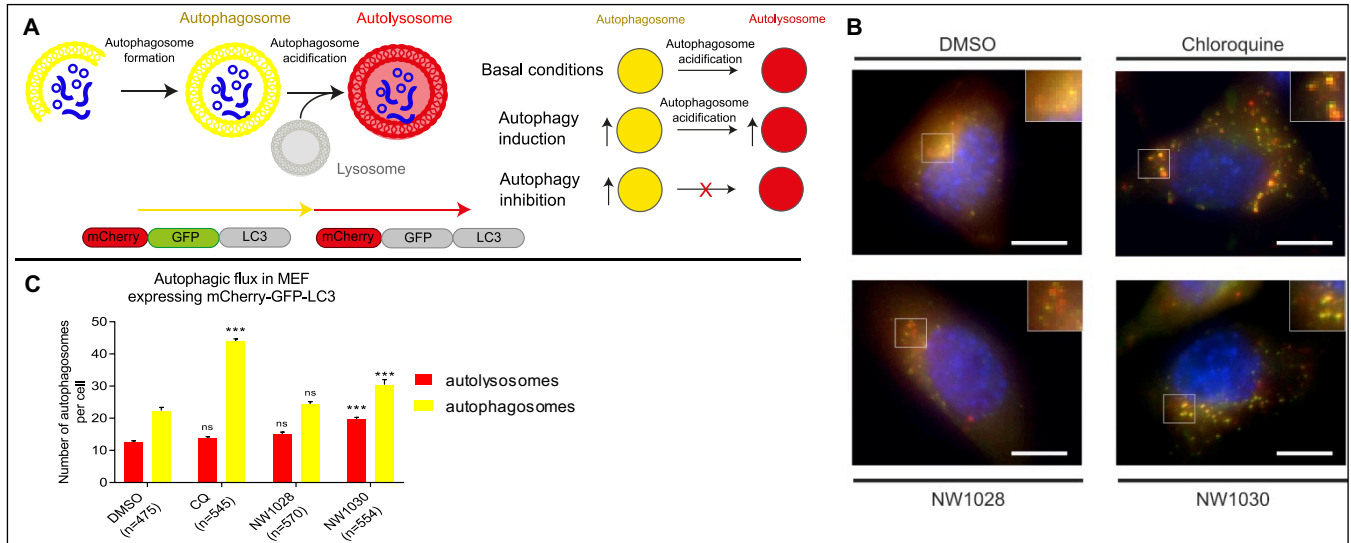 A
Autophagosome
Autolysosome
Autophagosome
formation
Autophagosome
acidification
Lysosome
mCherry GFP LC3
mCherry GFP LC3
Autophagosome
Autolysosome
Basal conditions
Autophagosome
acidification
Autophagy
induction
Autophagosome
acidification
Autophagy
inhibition
X
B
DMSO
Chloroquine
NW1028
NW1030
C
Autophagic flux in MEF
expressing mCherry-GFP-LC3
Number of autophagosomes
per cell
50
40
30
20
10
0
ns
***
ns
ns
***
***
DMSO
(n=475)
CQ
(n=545)
NW1028
(n=570)
NW1030
(n=554)
autolysosomes
autophagosomes